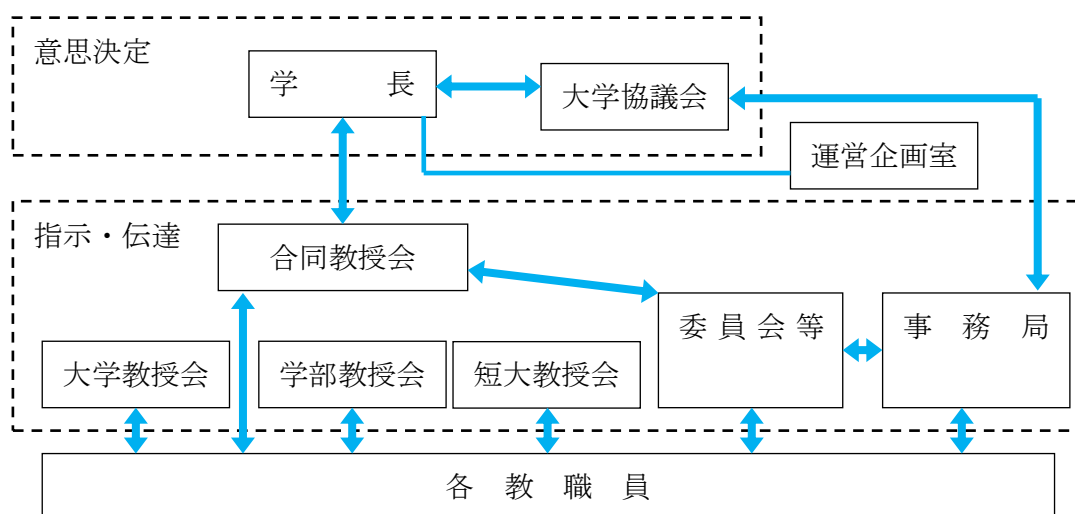 意思決定
学 長
大学協議会
運営企画室
指示・伝達
合同教授会
委員会等
事 務 局
大学教授会
学部教授会
短大教授会
各 教 職 員